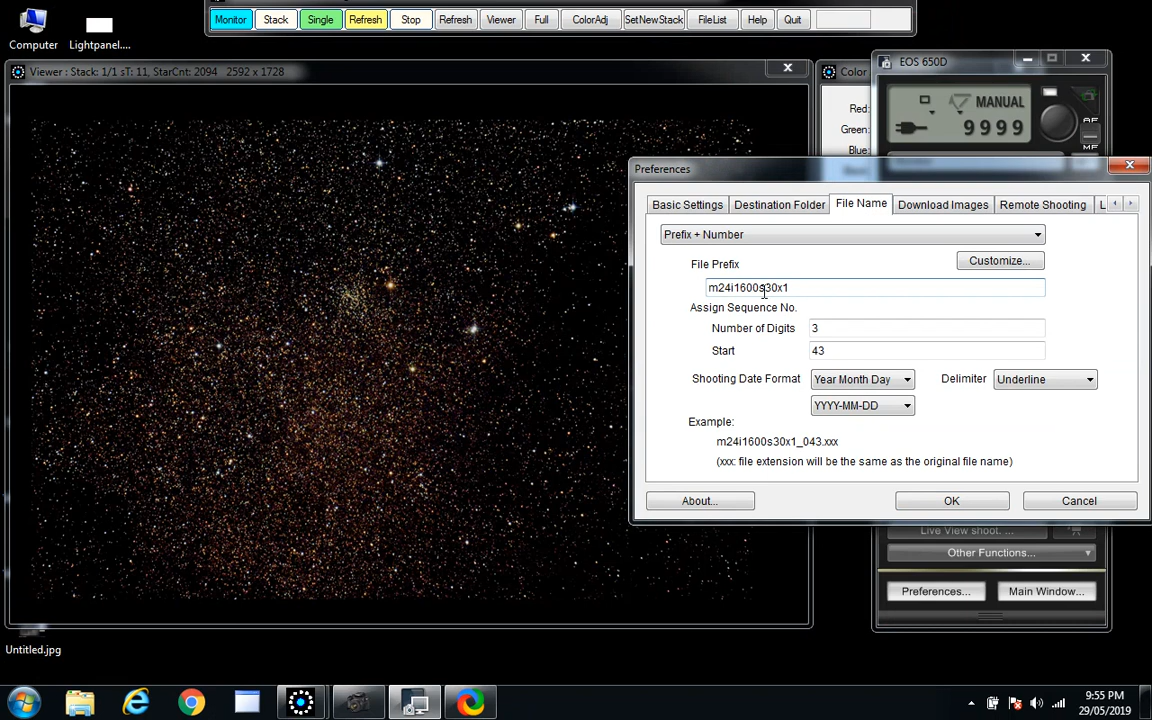 Monitor Stack Single Refresh Stop Refresh Viewer Full ColorAdj SetNewStack FileList Help Quit
Computer
Lightpanel....
Viewer : Stack: 1/1 sT: 11, StarCnt: 2094 2592 x 1728
Color
Red:
Green:
Blue:
EOS 650D
MANUAL
9999
AF
MF
Preferences
Basic Settings Destination Folder File Name Download Images Remote Shooting L
Prefix + Number
File Prefix
Customize...
m24i1600s30x1
Assign Sequence No.
Number of Digits 3
Start 43
Shooting Date Format Year Month Day Delimiter Underline
YYYY-MM-DD
Example:
m24i1600s30x1_043.xxx
(xxx: file extension will be the same as the original file name)
About... OK Cancel
Live View shoot. ...
Other Functions...
Preferences... Main Window...
Untitled.jpg
9:55 PM
29/05/2019